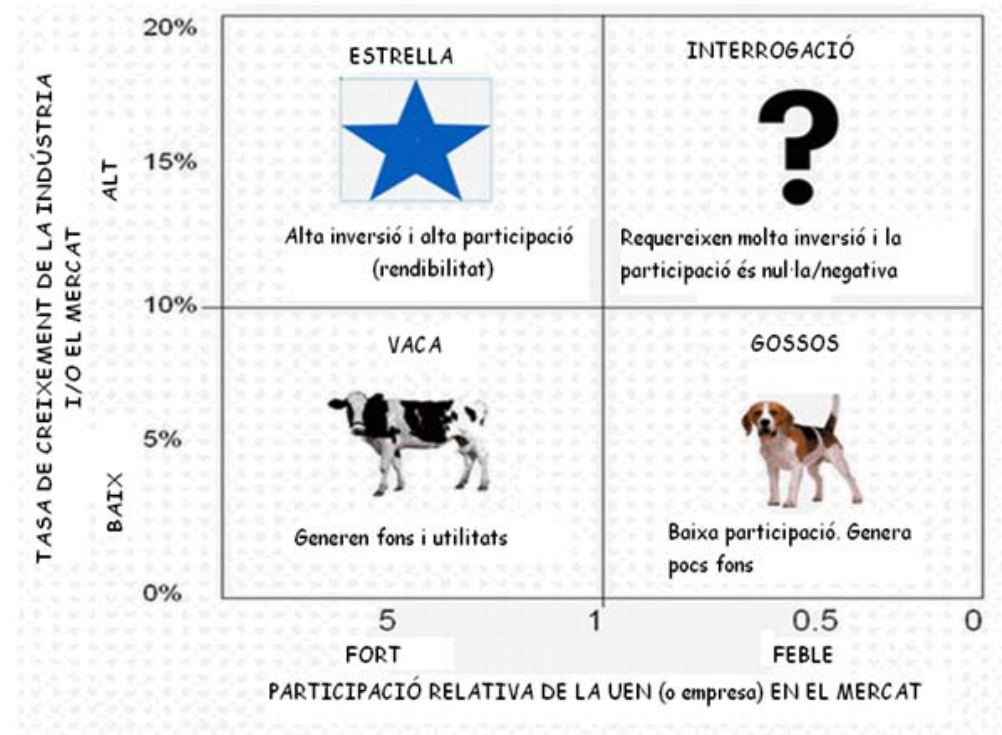 TASA DE CREIXEMENT DE LA INDÚSTRIA
I/O EL MERCAT
ALT
BAIX
20%
15%
10%
5%
0%
ESTRELLA
Alta inversió i alta participació
(rendibilitat)
INTERROGACIÓ
?
Requereixen molta inversió i la
participació és nul·la/negativa
VACA
Generen fons i utilitats
GOSSOS
Baixa participació. Genera
pocs fons
5 1 0.5 0
FORT FEBLE
PARTICIPACIÓ RELATIVA DE LA UEN (o empresa) EN EL MERCAT